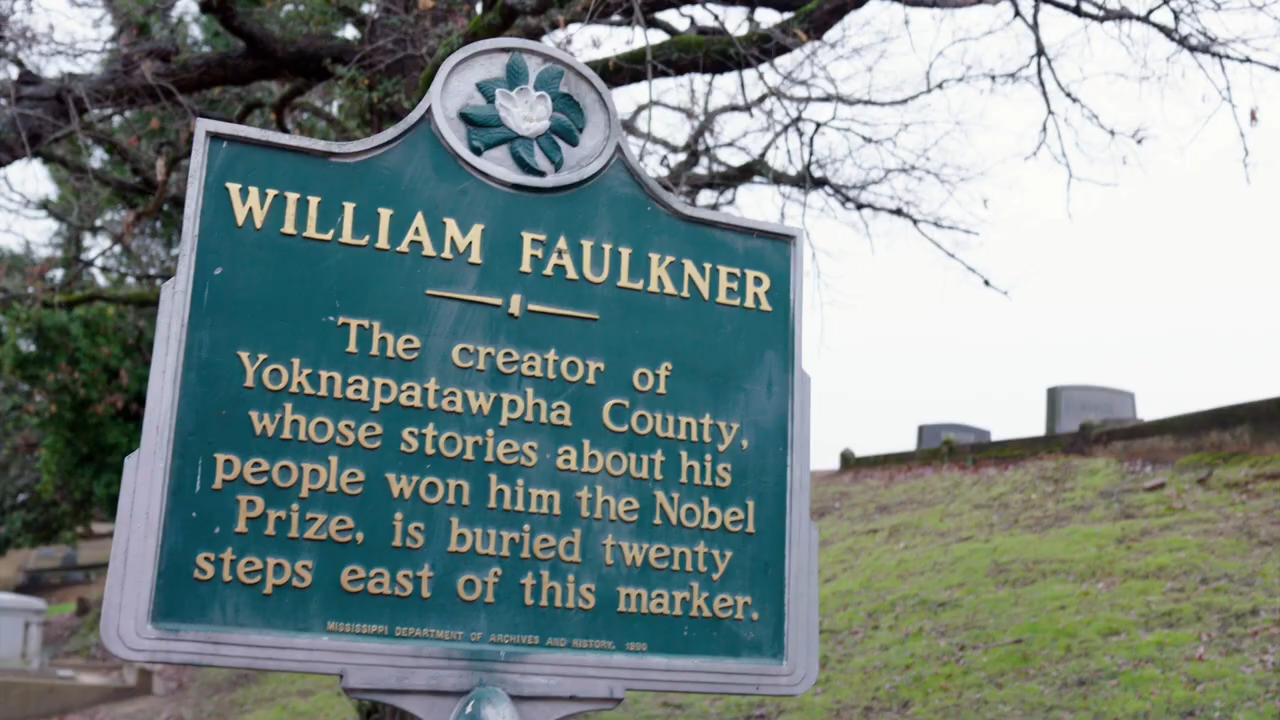 WILLIAM FAULKNER
The creator of
Yoknapatawpha County,
whose stories about his
people won him the Nobel
Prize, is buried twenty
steps east of this marker.
MISSISSIPPI DEPARTMENT OF ARCHIVES AND HISTORY, 1990